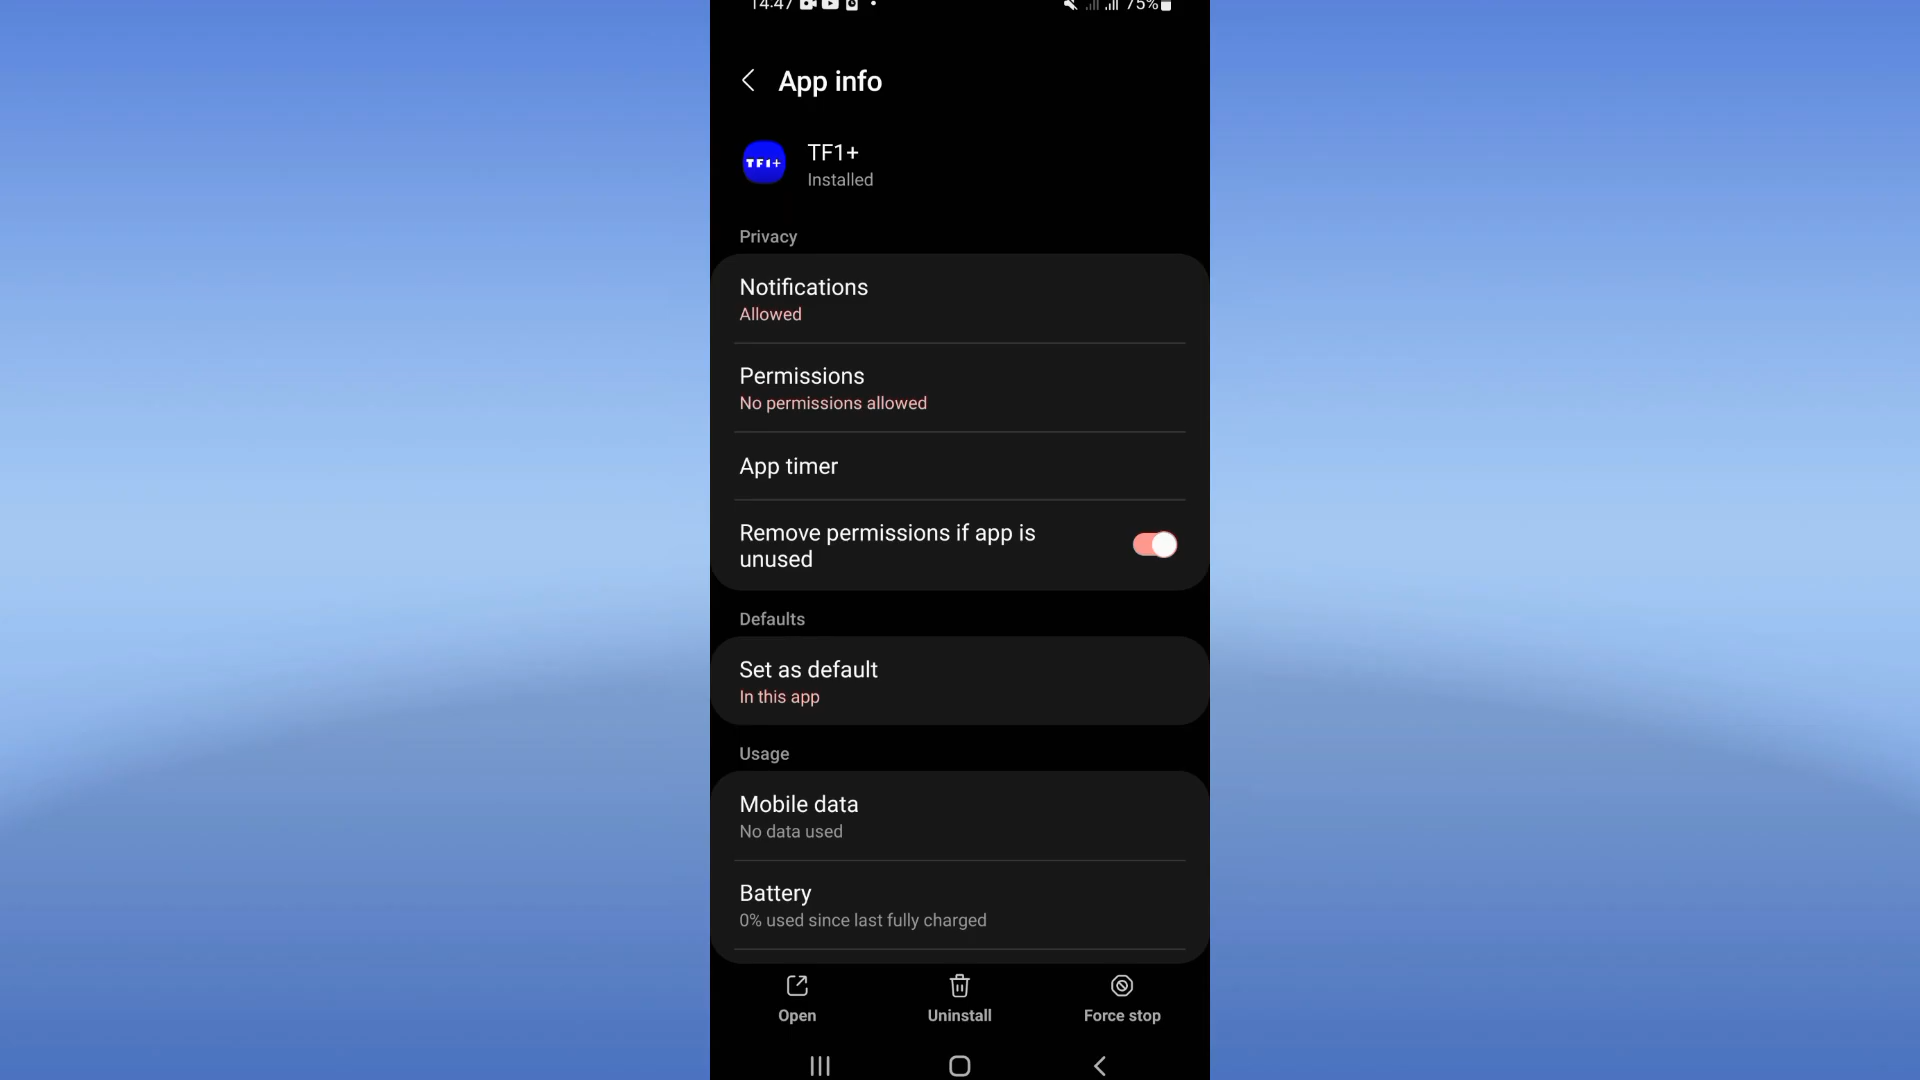 14:47 75%
App info
TF1+
TF1+
Installed
Privacy
Notifications
Allowed
Permissions
No permissions allowed
App timer
Remove permissions if app is
unused
Defaults
Set as default
In this app
Usage
Mobile data
No data used
Battery
0% used since last fully charged
Open Uninstall Force stop